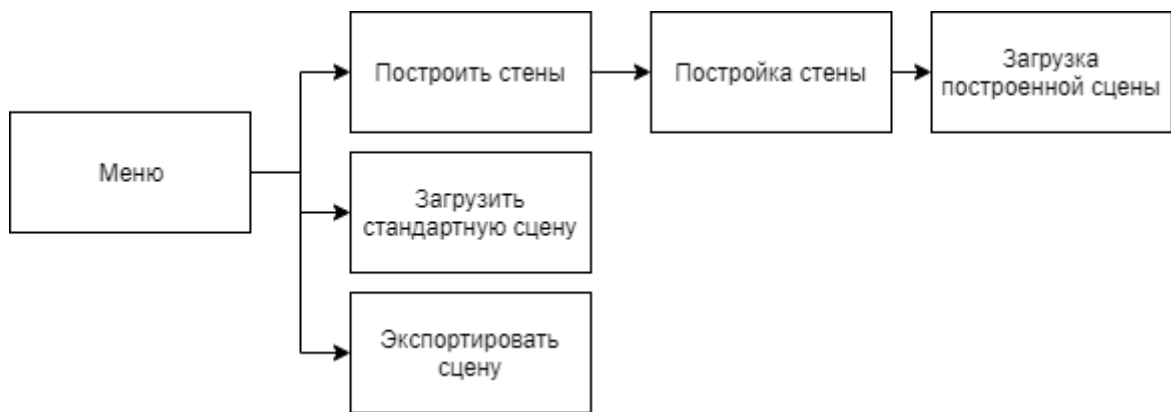 Построить стены
Постройка стены
Загрузка
построенной сцены
Меню
Загрузить
стандартную сцену
Экспортировать
сцену